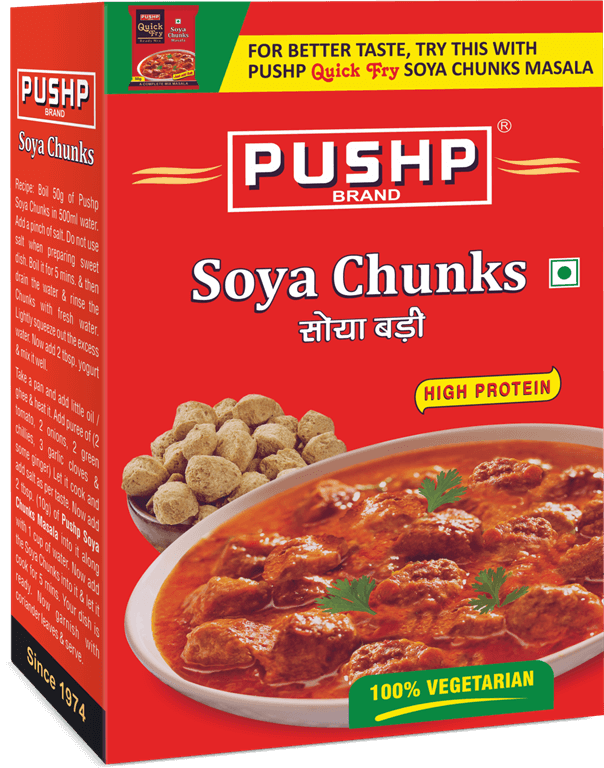 PUSHP
Quick
Fry
Soya
Chunks
Masala
FOR BETTER TASTE, TRY THIS WITH
PUSHP Quick Fry SOYA CHUNKS MASALA
PUSHP ®
BRAND
Soya Chunks
सोया बड़ी
HIGH PROTEIN
100% VEGETARIAN
PUSHP
BRAND
Soya Chunks
Recipe: Boil 50g of Pushp
Soya Chunks in 500ml water.
Add a pinch of salt. Do not use
salt when preparing sweet
dish. Boil it for 5 mins. & then
drain the water & rinse the
Chunks with fresh water.
Lightly squeeze out the excess
water. Now add 2 tbsp. yogurt
& mix it well.
Take a pan and add little oil /
ghee & heat it. Add puree of (2
tomato, 2 onions, 2 green
chillies, 3 garlic cloves &
some ginger) Let it cook and
add salt as per taste. Now add
2 tbsp. (10g) of Pushp Soya
Chunks Masala into it along
with 1 cup of water. Now add
the Soya Chunks into it & let it
cook for 5 mins. Your dish is
ready. Now garnish with
coriander leaves & serve.
Since 1974